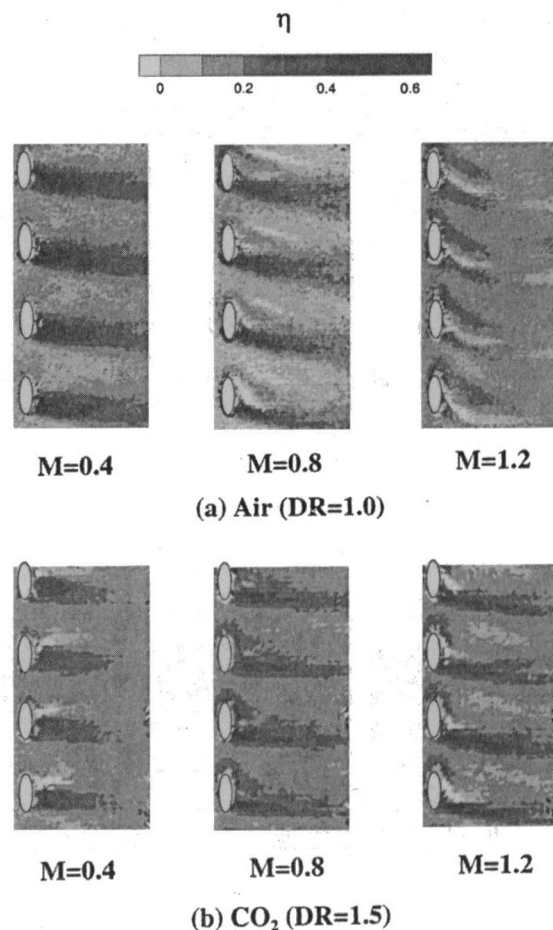 η
0 0.2 0.4 0.6
M=0.4 M=0.8 M=1.2
(a) Air (DR=1.0)
M=0.4 M=0.8 M=1.2
(b) CO₂ (DR=1.5)